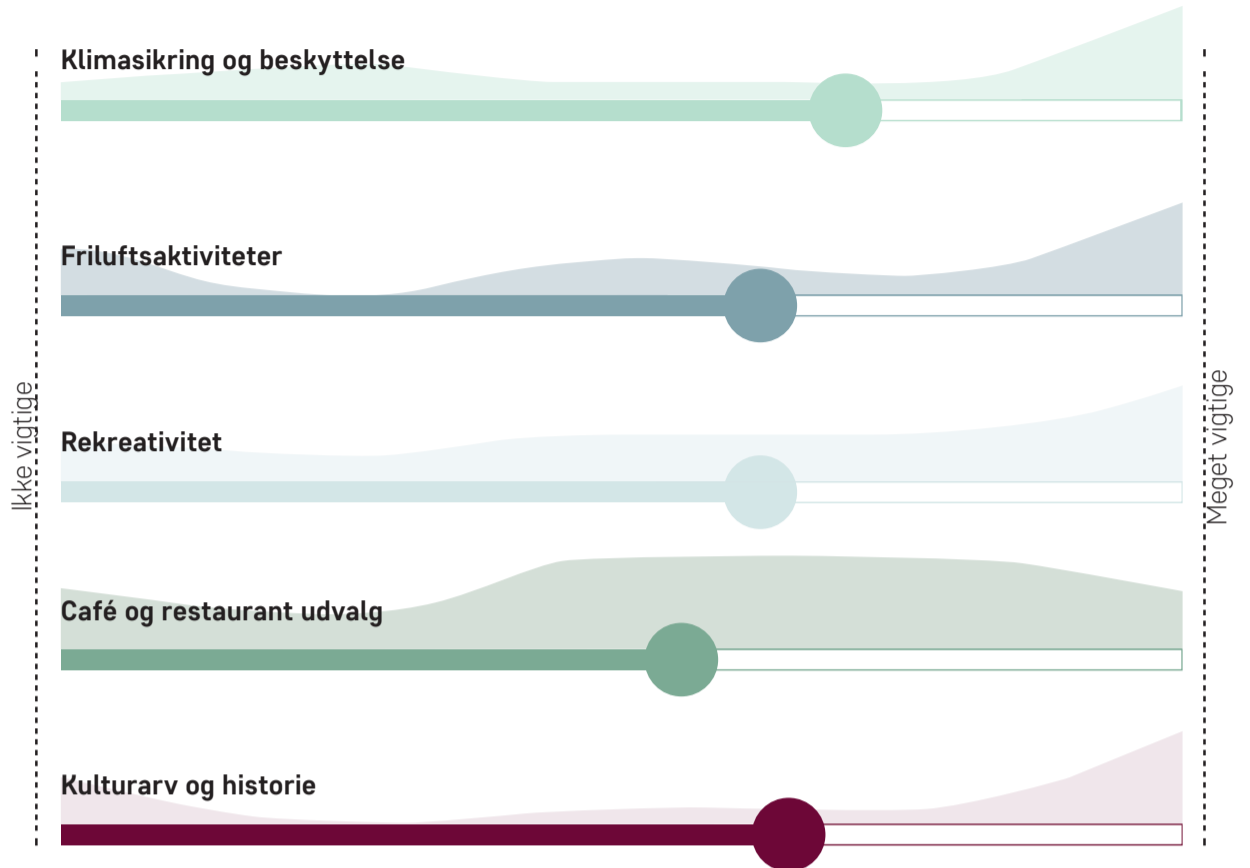 Klimasikring og beskyttelse
Friluftsaktiviteter
Ikke vigtige
Meget vigtige
Rekreativitet
Café og restaurant udvalg
Kulturarv og historie